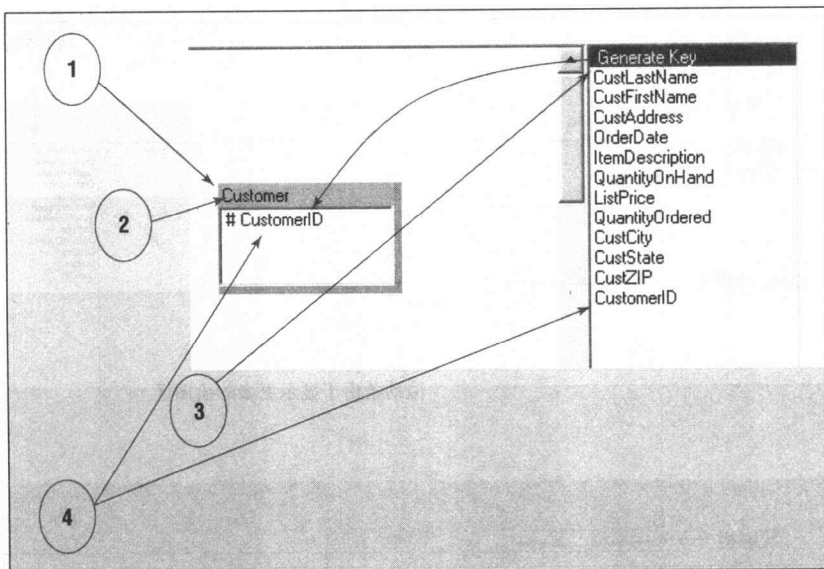 1
2
3
4
Customer
# CustomerID
Generate Key
CustLastName
CustFirstName
CustAddress
OrderDate
ItemDescription
QuantityOnHand
ListPrice
QuantityOrdered
CustCity
CustState
CustZIP
CustomerID